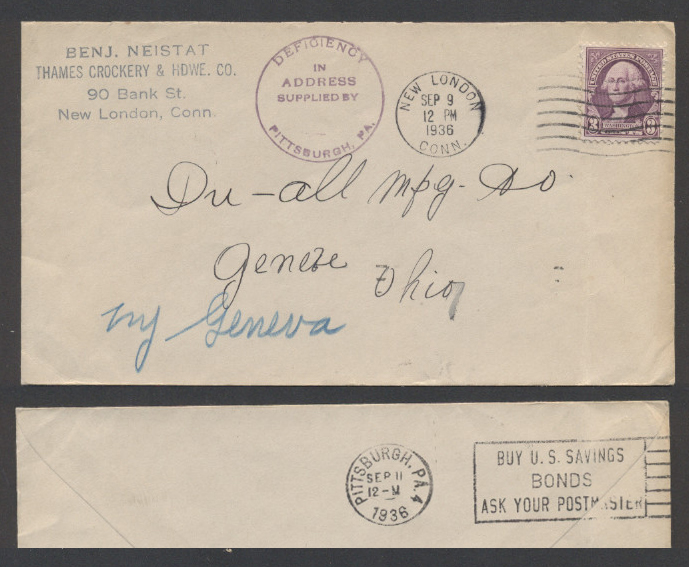 BENJ. NEISTAT
THAMES CROCKERY & HDWE. CO.
90 Bank St.
New London, Conn.
DEFICIENCY
IN
ADDRESS
SUPPLIED BY
PITTSBURGH, PA.
NEW LONDON
SEP 9
12 PM
1936
CONN.
UNITED STATES POSTAGE
WASHINGTON
3 3
Du-all Mfg. Co.
Geneve
Ohio
try Geneva
PITTSBURGH, PA. 4
SEP 11
12-M
1936
BUY U. S. SAVINGS
BONDS
ASK YOUR POSTMASTER